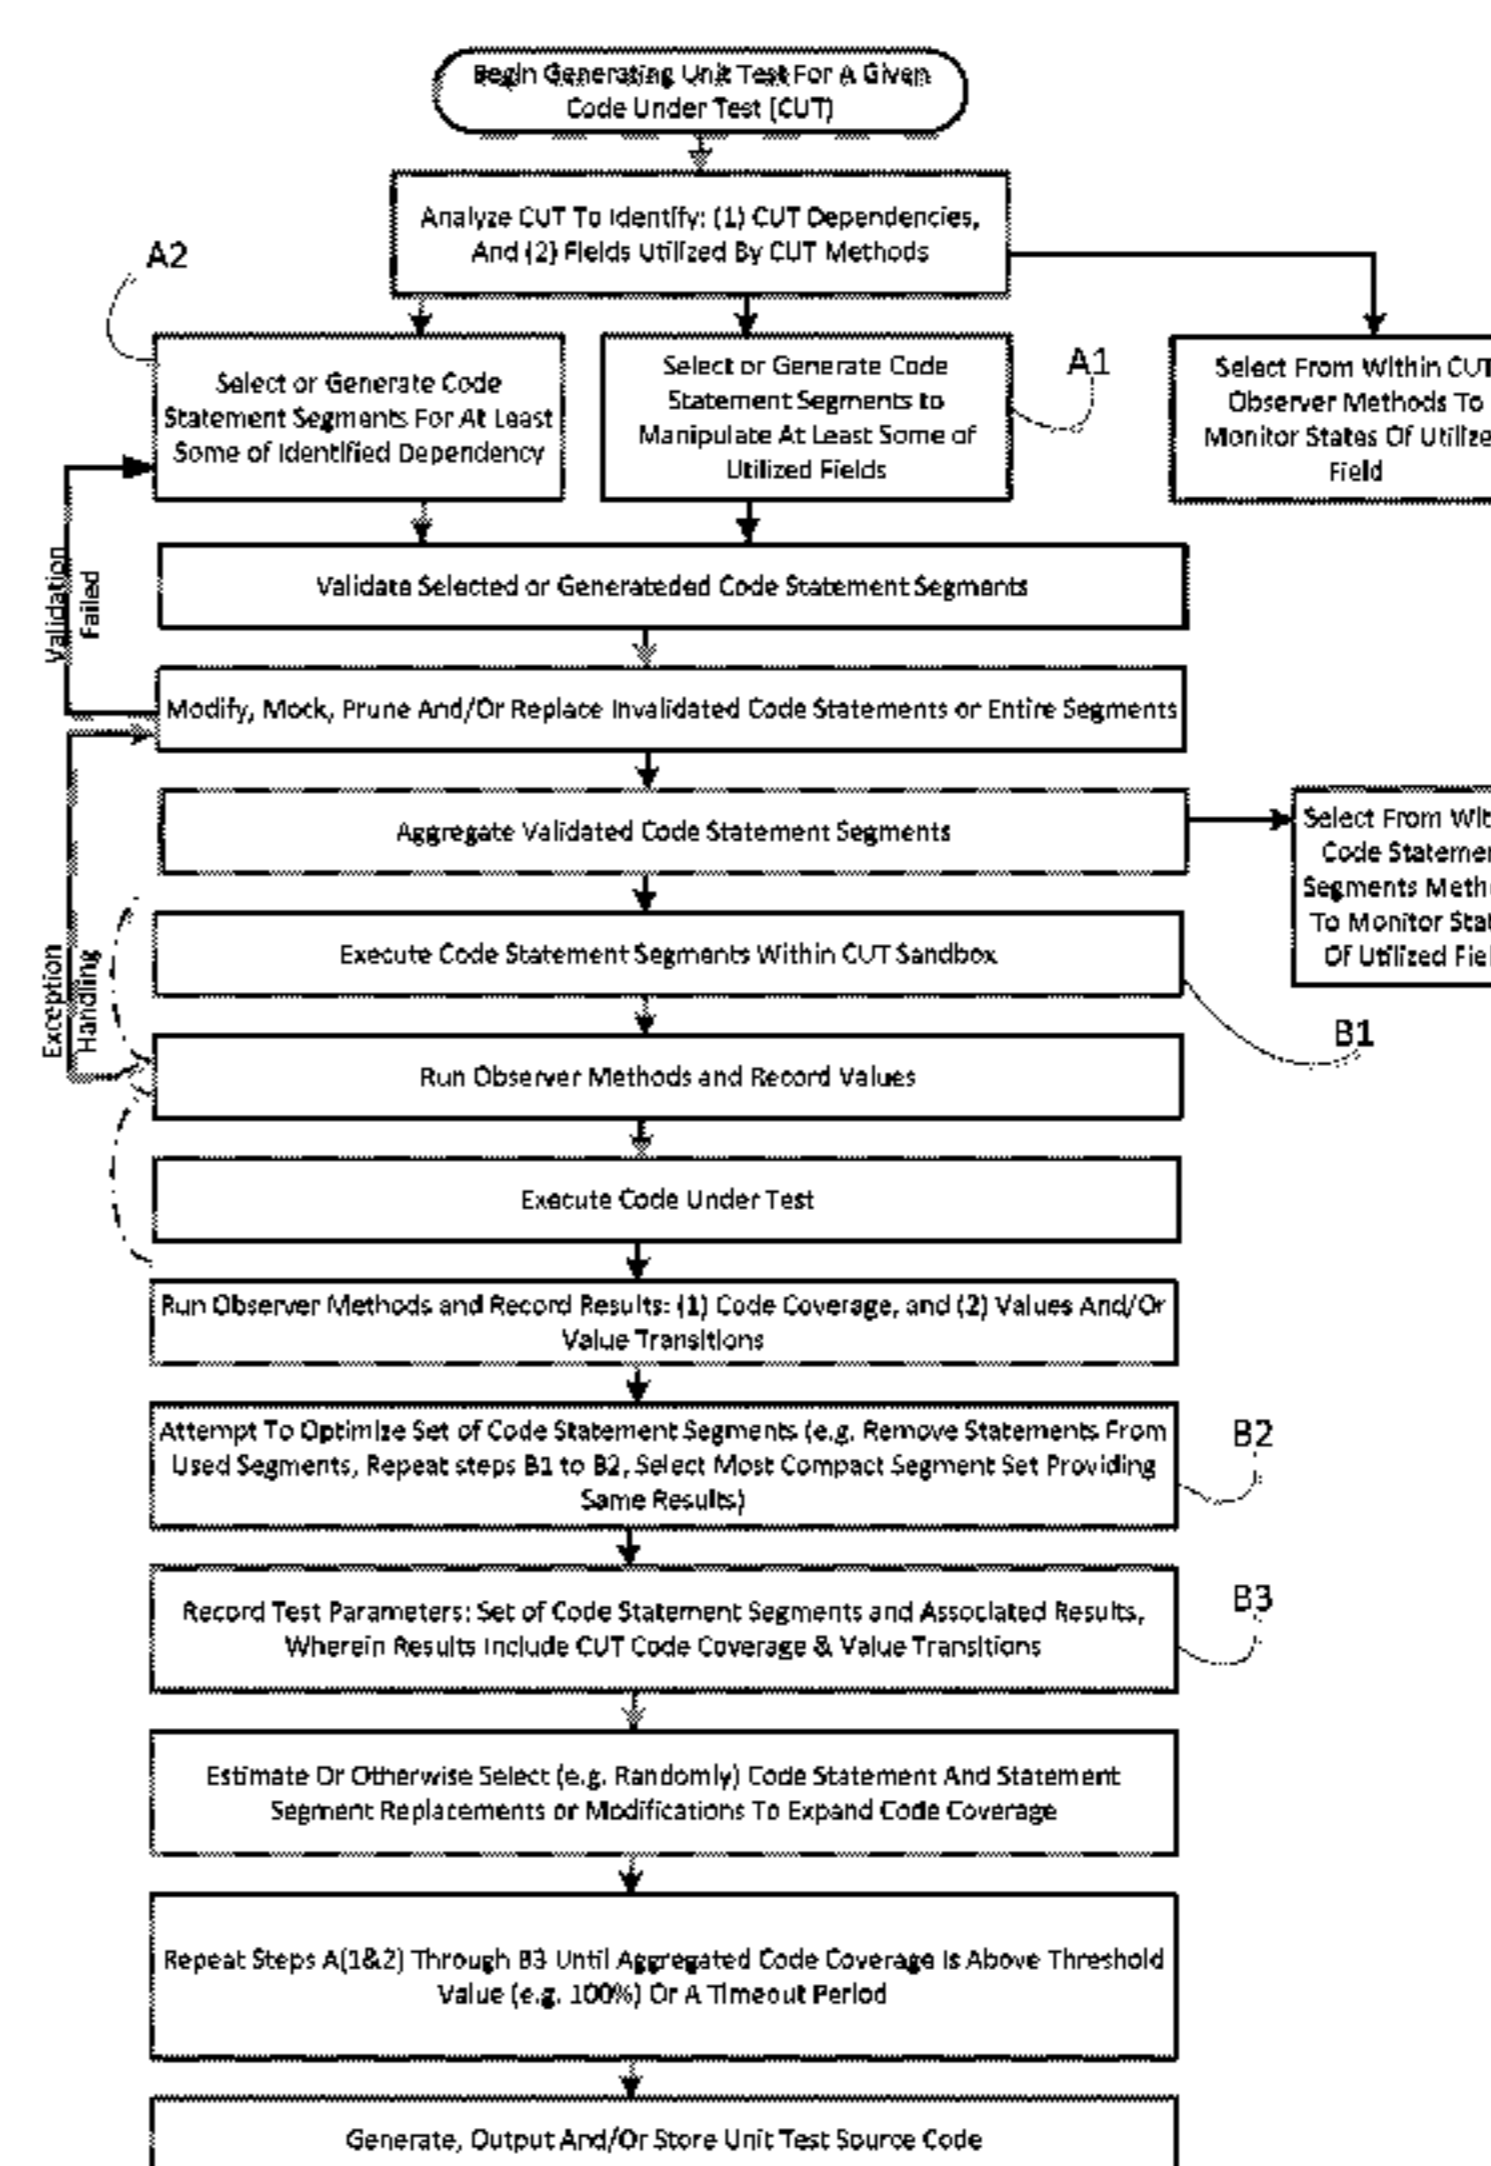 Begin Generating Unit Test For A Given
Code Under Test (CUT)
Analyze CUT To Identify: (1) CUT Dependencies,
And (2) Fields Utilized By CUT Methods
A2
Select or Generate Code
Statement Segments For At Least
Some of Identified Dependency
Select or Generate Code
Statement Segments to
Manipulate At Least Some of
Utilized Fields
A1
Select From Within CUT
Observer Methods To
Monitor States Of
Field
Validation
Failed
Validate Selected or Generateded Code Statement Segments
Modify, Mock, Prune And/Or Replace Invalidated Code Statements or Entire Segments
Aggregate Validated Code Statement Segments
Select From
Code
Segments
To Monitor
Of Utilized
Exception
Handling
Execute Code Statement Segments Within CUT Sandbox
B1
Run Observer Methods and Record Values
Execute Code Under Test
Run Observer Methods and Record Results: (1) Code Coverage, and (2) Values And/Or
Value Transitions
Attempt To Optimize Set of Code Statement Segments (e.g. Remove Statements From
Used Segments, Repeat steps B1 to B2, Select Most Compact Segment Set Providing
Same Results)
B2
Record Test Parameters: Set of Code Statement Segments and Associated Results,
Wherein Results Include CUT Code Coverage & Value Transitions
B3
Estimate Or Otherwise Select (e.g. Randomly) Code Statement And Statement
Segment Replacements or Modifications To Expand Code Coverage
Repeat Steps A(1&2) Through B3 Until Aggregated Code Coverage Is Above Threshold
Value (e.g. 100%) Or A Timeout Period
Generate, Output And/Or Store Unit Test Source Code